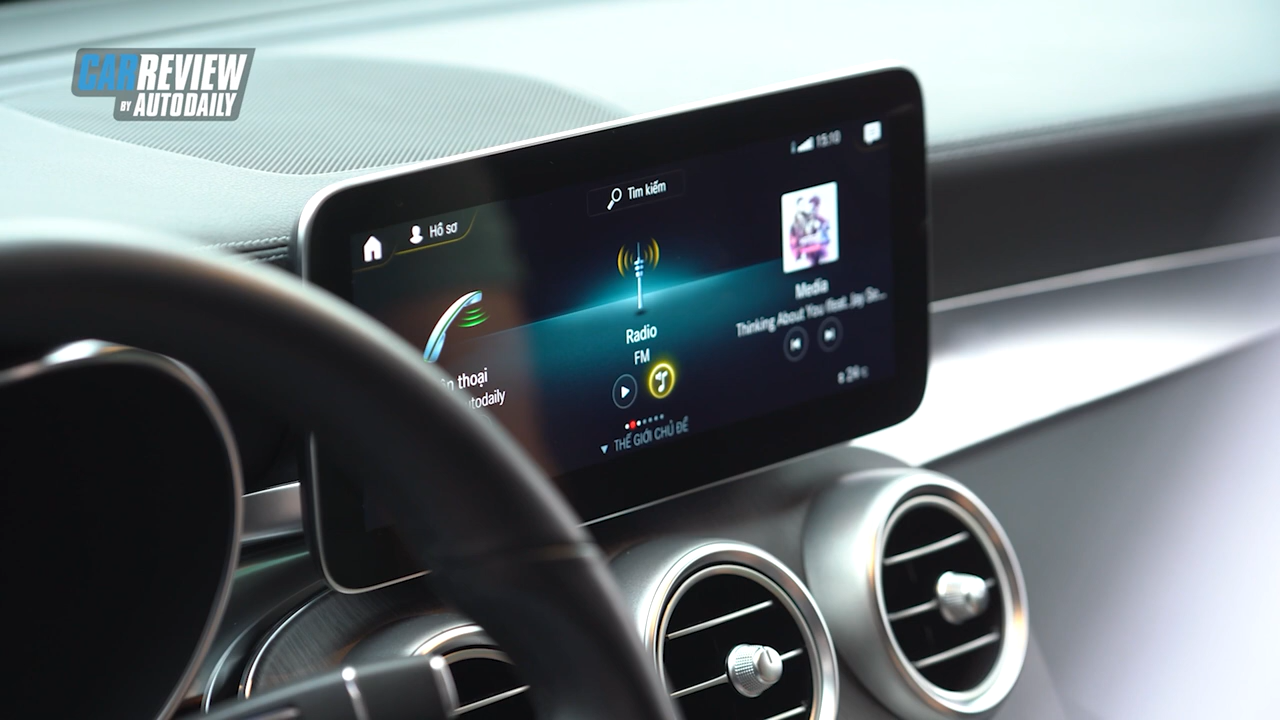 CARREVIEW
BY AUTODAILY
15:10
Tìm kiếm
Hồ sơ
Radio
FM
Media
Thinking About You (feat. Jay Se...
thoại
THẾ GIỚI CHỦ ĐỀ